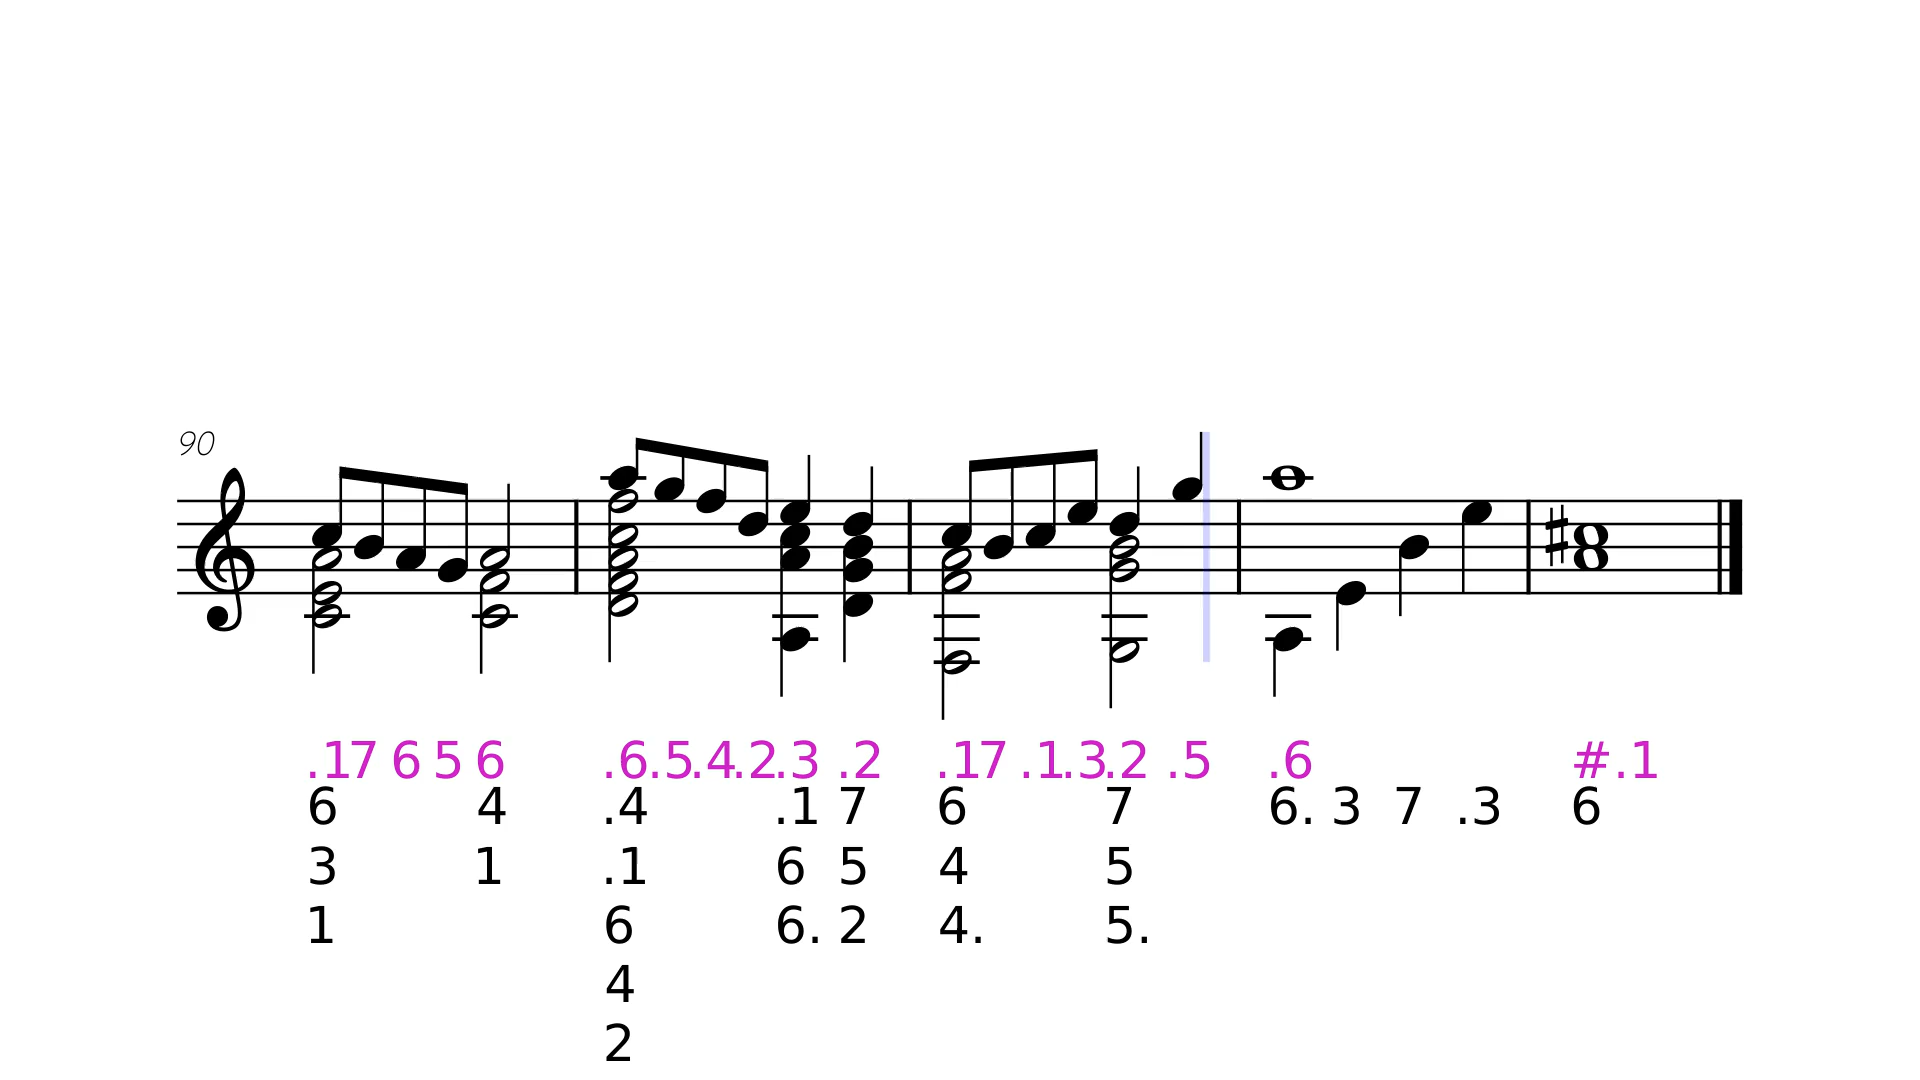 90
.17 6 5 6 .6.5.4.2.3 .2 .17 .1.3.2 .5 .6 #.1
6 4 .4 .1 7 6 7 6. 3 7 .3 6
3 1 .1 6 5 4 5
1 6 6. 2 4. 5.
4
2